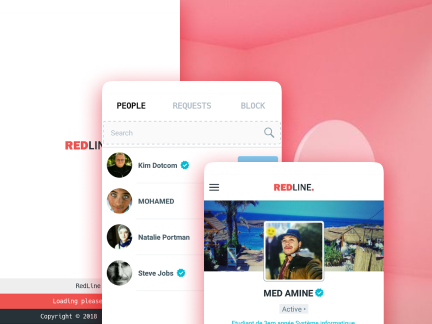 PEOPLE REQUESTS BLOCK
Search
REDLIN
Kim Dotcom
MOHAMED
Natalie Portman
Steve Jobs
RedLine
Loading please
Copyright © 2018
REDLINE.
MED AMINE
Active
Etudiant de 3em année Système informatique